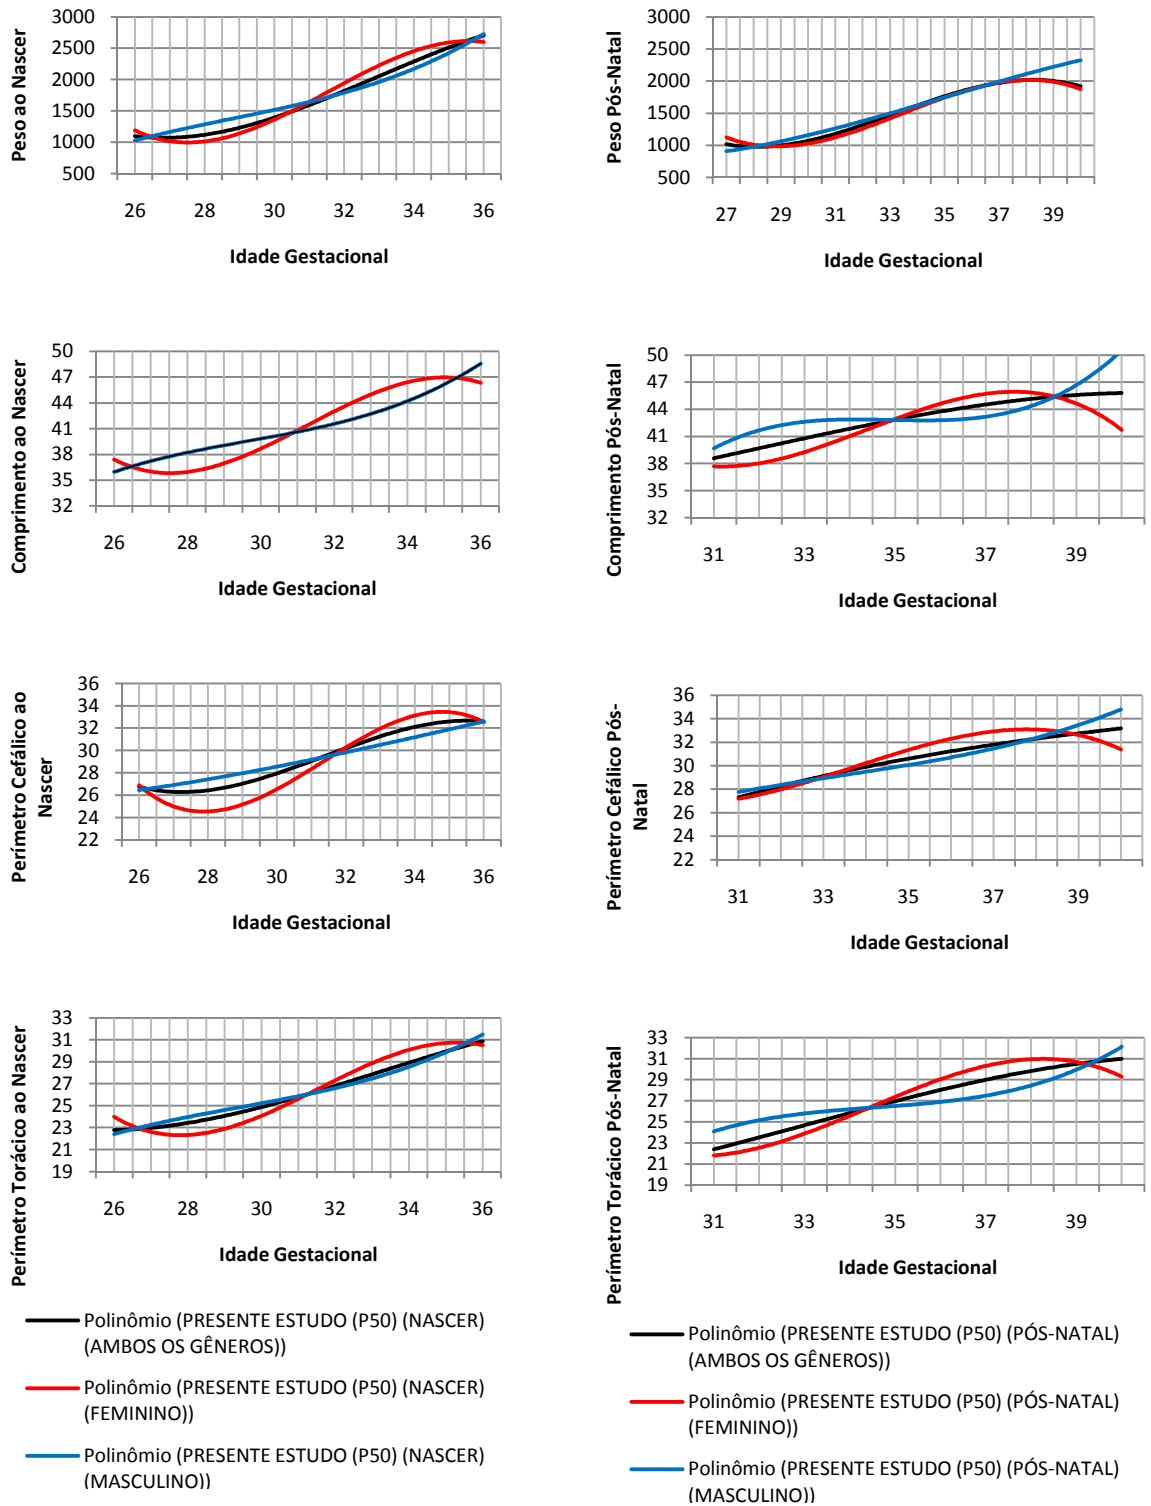 Peso ao Nascer
3000
2500
2000
1500
1000
500
26 28 30 32 34 36
Idade Gestacional
Peso Pós-Natal
3000
2500
2000
1500
1000
500
27 29 31 33 35 37 39
Idade Gestacional
Comprimento ao Nascer
50
47
44
41
38
35
32
26 28 30 32 34 36
Idade Gestacional
Comprimento Pós-Natal
50
47
44
41
38
35
32
31 33 35 37 39
Idade Gestacional
Perímetro Cefálico ao
Nascer
36
34
32
30
28
26
24
22
26 28 30 32 34 36
Idade Gestacional
Perímetro Cefálico Pós-
Natal
36
34
32
30
28
26
24
22
31 33 35 37 39
Idade Gestacional
Perímetro Torácico ao Nascer
33
31
29
27
25
23
21
19
26 28 30 32 34 36
Idade Gestacional
Perímetro Torácico Pós-Natal
33
31
29
27
25
23
21
19
31 33 35 37 39
Idade Gestacional
Polinômio (PRESENTE ESTUDO (P50) (NASCER)
(AMBOS OS GÊNEROS))
Polinômio (PRESENTE ESTUDO (P50) (NASCER)
(FEMININO))
Polinômio (PRESENTE ESTUDO (P50) (NASCER)
(MASCULINO))
Polinômio (PRESENTE ESTUDO (P50) (PÓS-NATAL)
(AMBOS OS GÊNEROS))
Polinômio (PRESENTE ESTUDO (P50) (PÓS-NATAL)
(FEMININO))
Polinômio (PRESENTE ESTUDO (P50) (PÓS-NATAL)
(MASCULINO))